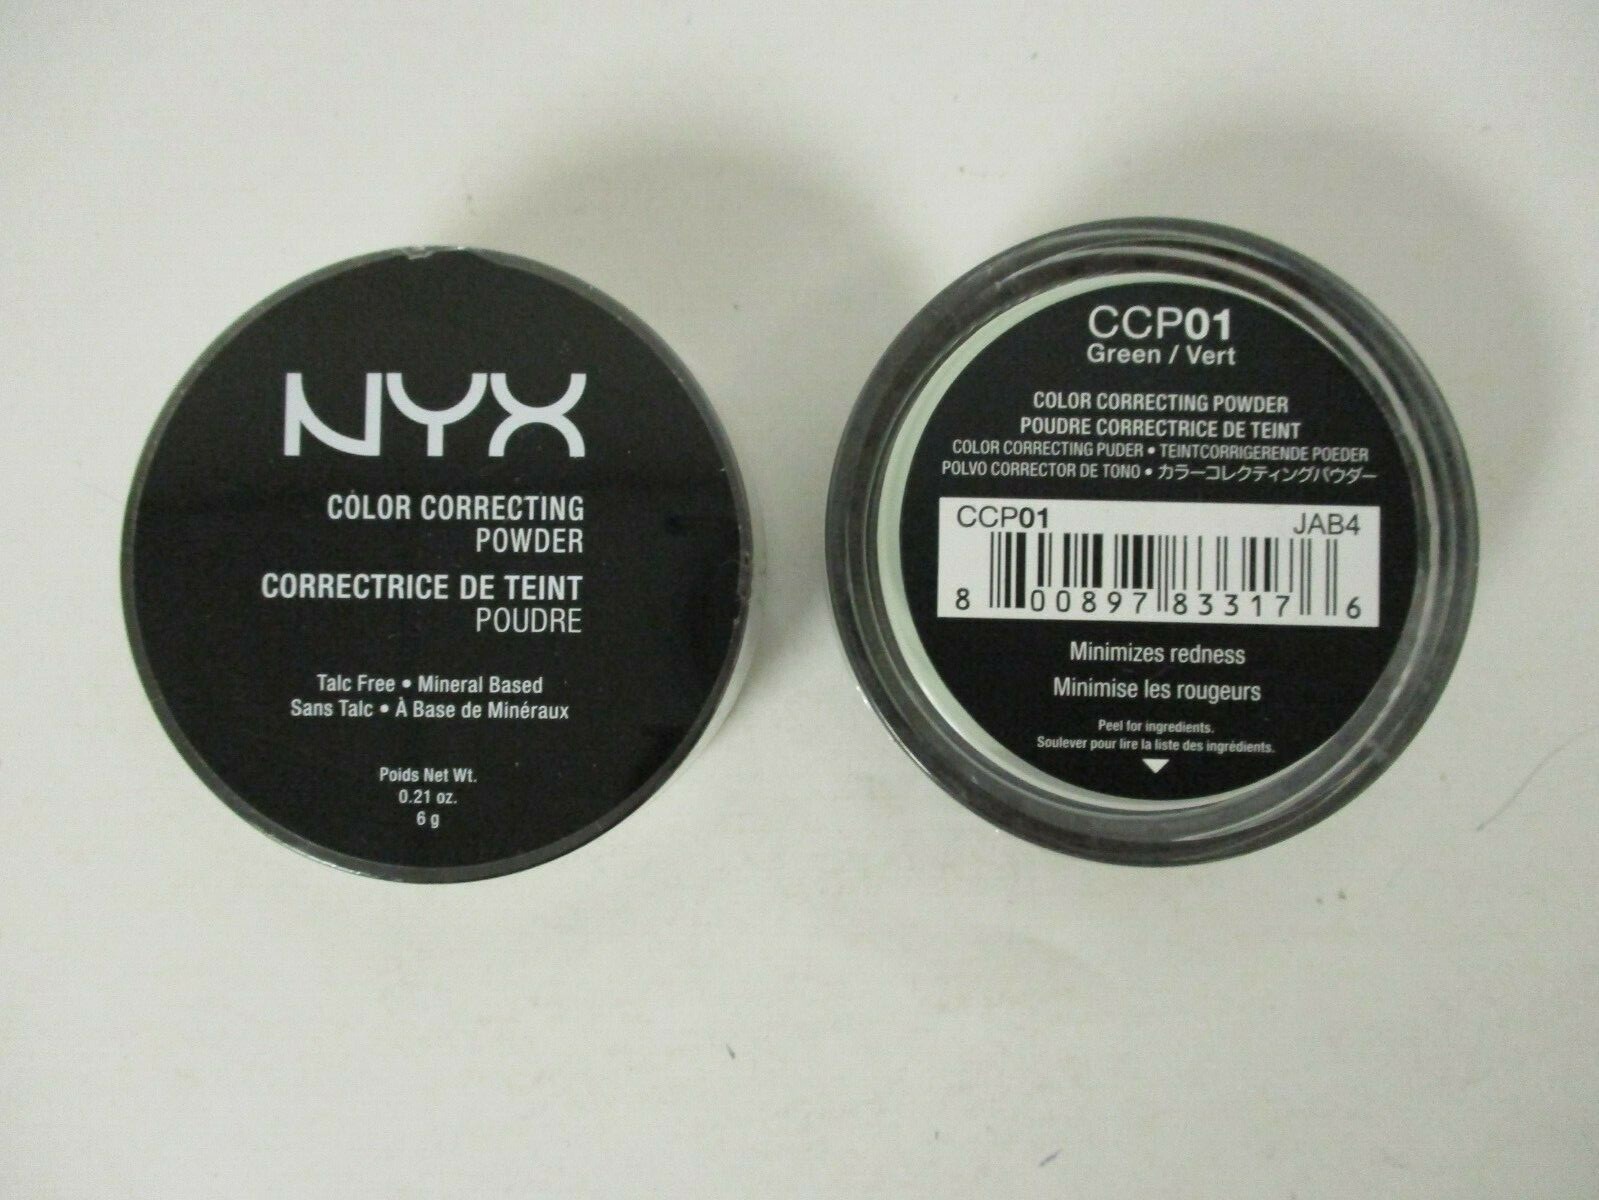 NYX
COLOR CORRECTING
POWDER
CORRECTRICE DE TEINT
POUDRE
Talc Free • Mineral Based
Sans Talc • À Base de Minéraux
Poids Net Wt.
0.21 oz.
6 g
CCP01
Green / Vert
COLOR CORRECTING POWDER
POUDRE CORRECTRICE DE TEINT
COLOR CORRECTING PUDER • TEINTCORRIGERENDE POEDER
POLVO CORRECTOR DE TONO • カラーコレクティングパウダー
CCP01 JAB4
8 00897 83317 6
Minimizes redness
Minimise les rougeurs
Peel for ingredients.
Soulever pour lire la liste des ingrédients.